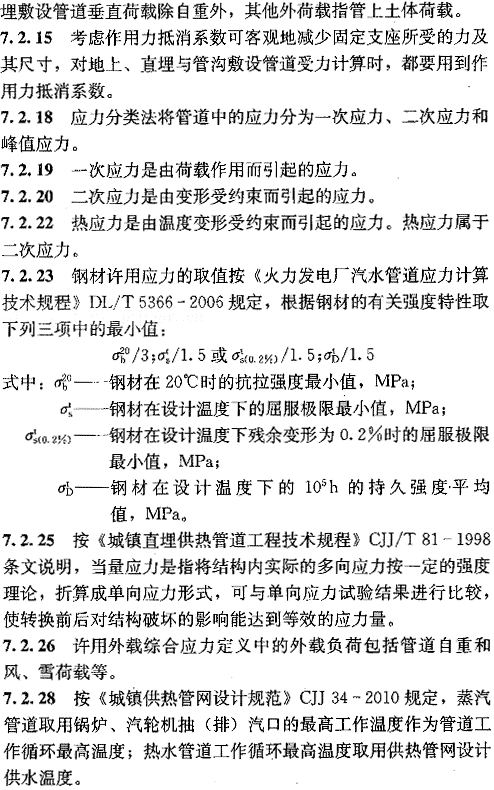 埋敷设管道垂直荷载除自重外，其他外荷载指管上土体荷载。
7.2.15 考虑作用力抵消系数可客观地减少固定支座所受的力及
其尺寸，对地上、直埋与管沟敷设管道受力计算时，都要用到作
用力抵消系数。
7.2.18 应力分类法将管道中的应力分为一次应力、二次应力和
峰值应力。
7.2.19 一次应力是由荷载作用而引起的应力。
7.2.20 二次应力是由变形受约束而引起的应力。
7.2.22 热应力是由温度变形受约束而引起的应力。热应力属于
二次应力。
7.2.23 钢材许用应力的取值按《火力发电厂汽水管道应力计算
技术规程》DL/T 5366-2006 规定，根据钢材的有关强度特性取
下列三项中的最小值：
σb²⁰/3;σsᵗ/1.5 或 σs(0.2%)ᵗ/1.5;σDᵗ/1.5
式中：σb²⁰——钢材在 20℃时的抗拉强度最小值，MPa；
σsᵗ——钢材在设计温度下的屈服极限最小值，MPa；
σs(0.2%)ᵗ——钢材在设计温度下残余变形为 0.2%时的屈服极限
最小值，MPa；
σDᵗ——钢材在设计温度下的 10⁵h 的持久强度平均
值，MPa。
7.2.25 按《城镇直埋供热管道工程技术规程》CJJ/T 81-1998
条文说明，当量应力是指将结构内实际的多向应力按一定的强度
理论，折算成单向应力形式，可与单向应力试验结果进行比较，
使转换前后对结构破坏的影响能达到等效的应力量。
7.2.26 许用外载综合应力定义中的外载负荷包括管道自重和
风、雪荷载等。
7.2.28 按《城镇供热管网设计规范》CJJ 34-2010 规定，蒸汽
管道取用锅炉、汽轮机抽（排）汽口的最高工作温度作为管道工
作循环最高温度；热水管道工作循环最高温度取用供热管网设计
供水温度。